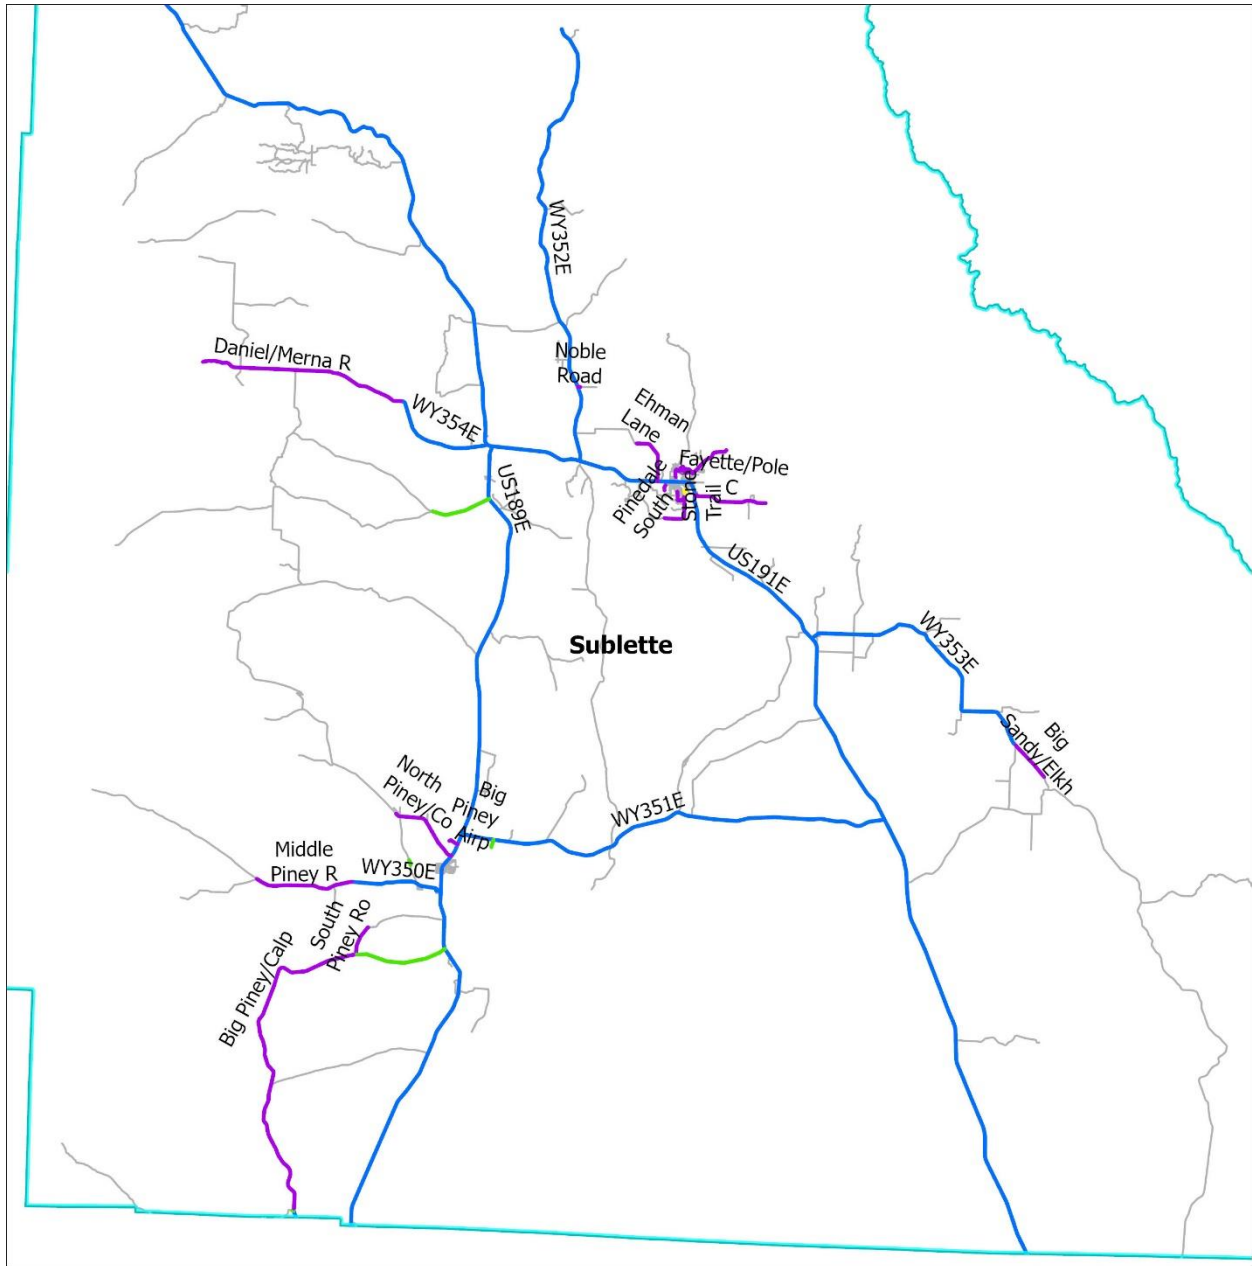 WY352E
Daniel/Merna R
Noble
Road
WY354E
Ehman
Lane
Fayette/Pole
C
Pinedale
South
Stone
Trail
US189E
US191E
Sublette
WY353E
Big
Sandy/Elkh
North
Piney/Co
Big
Piney
Airp
WY351E
Middle
Piney R
WY350E
South
Piney Ro
Big Piney/Calp